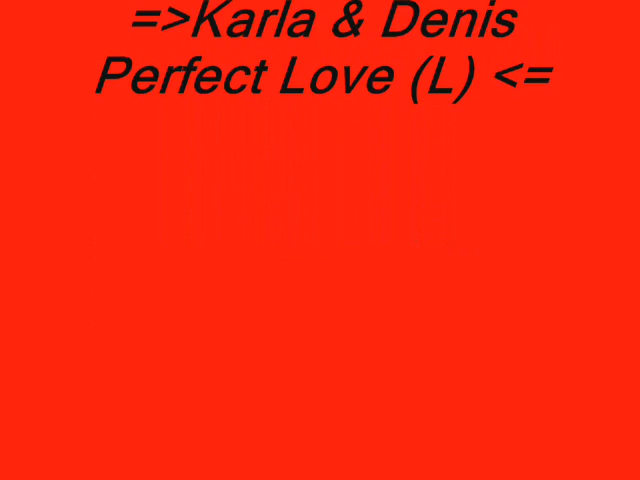 =>Karla & Denis
Perfect Love (L) <=